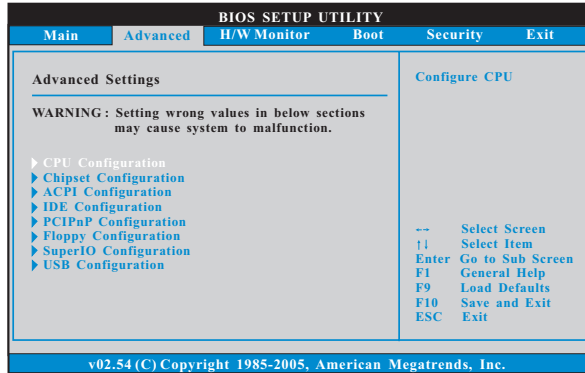 BIOS SETUP UTILITY
Main Advanced H/W Monitor Boot Security Exit
Advanced Settings
WARNING : Setting wrong values in below sections
may cause system to malfunction.
CPU Configuration
Chipset Configuration
ACPI Configuration
IDE Configuration
PCIPnP Configuration
Floppy Configuration
SuperIO Configuration
USB Configuration
Configure CPU
←→ Select Screen
↑↓ Select Item
Enter Go to Sub Screen
F1 General Help
F9 Load Defaults
F10 Save and Exit
ESC Exit
v02.54 (C) Copyright 1985-2005, American Megatrends, Inc.